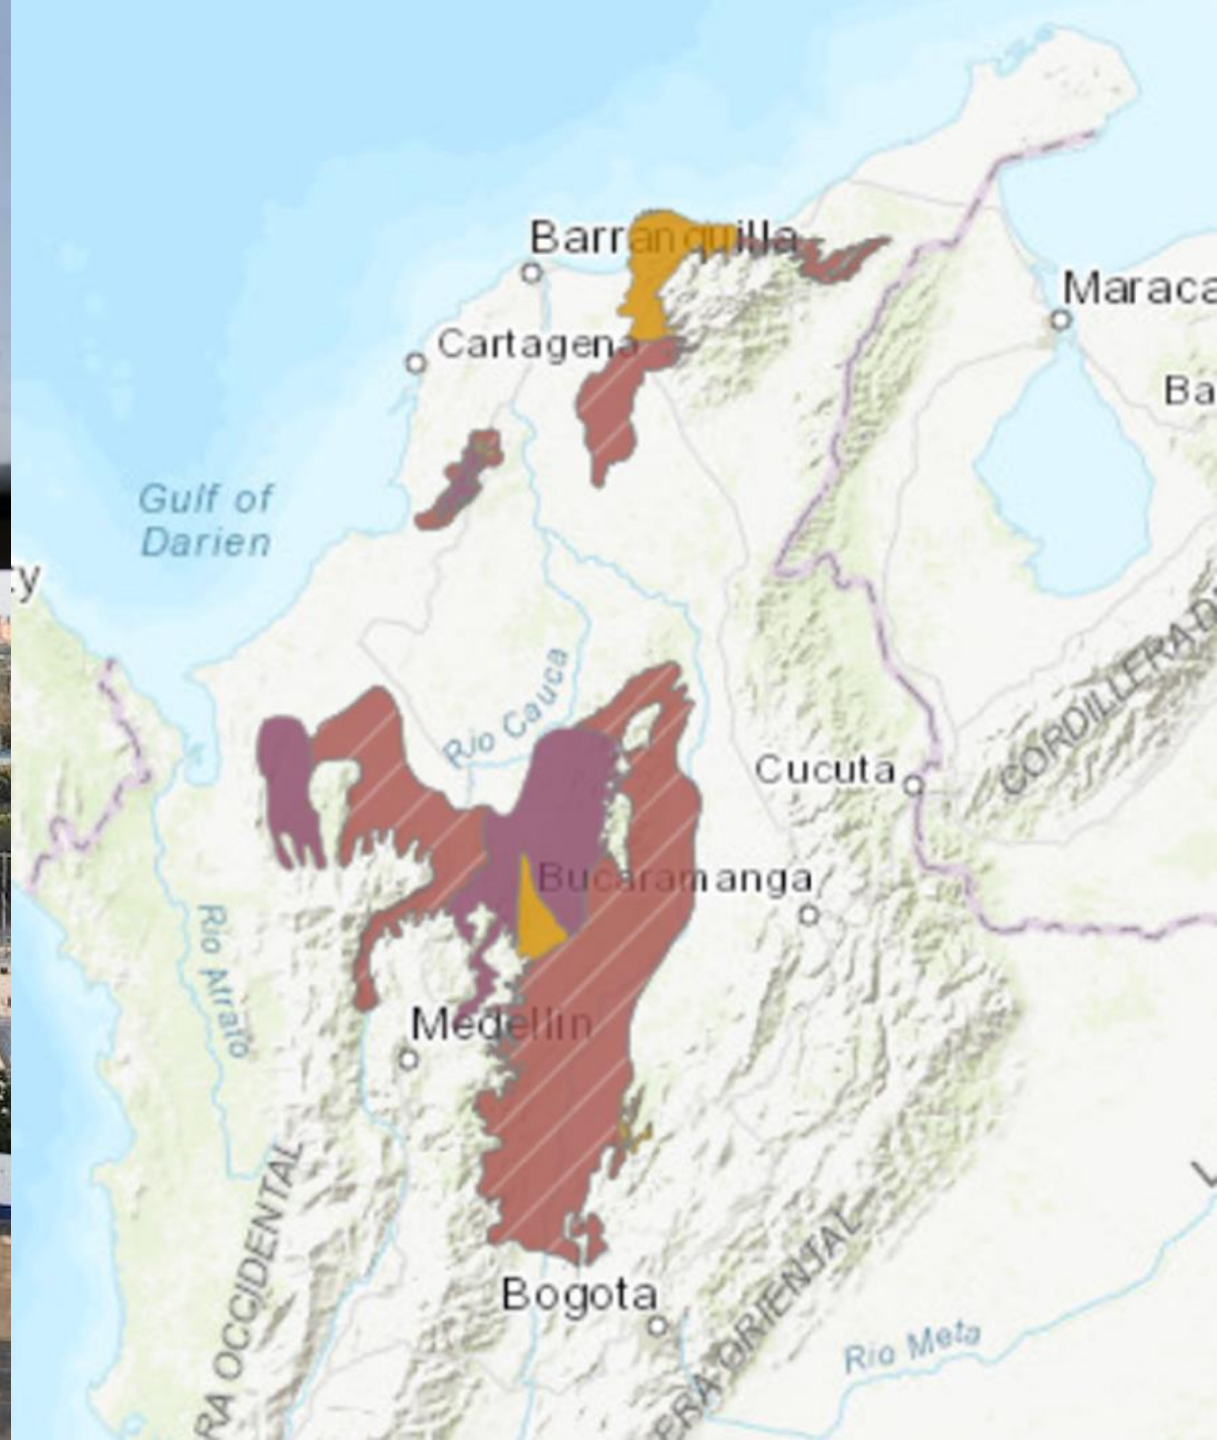 Barranquilla
Maraca
Cartagena
Ba
Gulf of
Darien
ty
Rio Cauca
CORDILLERA D
Cucuta
Bucaramanga
Rio Atrato
Medellin
RA OCCIDENTAL
Bogota
ERA ORIENTAL
Rio Meta
L